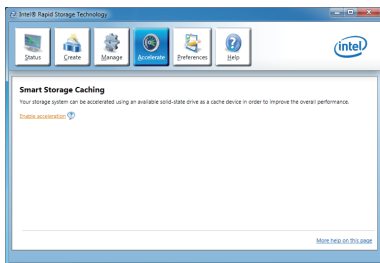 Intel® Rapid Storage Technology
Status Create Manage Accelerate Preferences Help
intel
Smart Storage Caching
Your storage system can be accelerated using an available solid-state drive as a cache device in order to improve the overall performance.
Enable acceleration ?
More help on this page